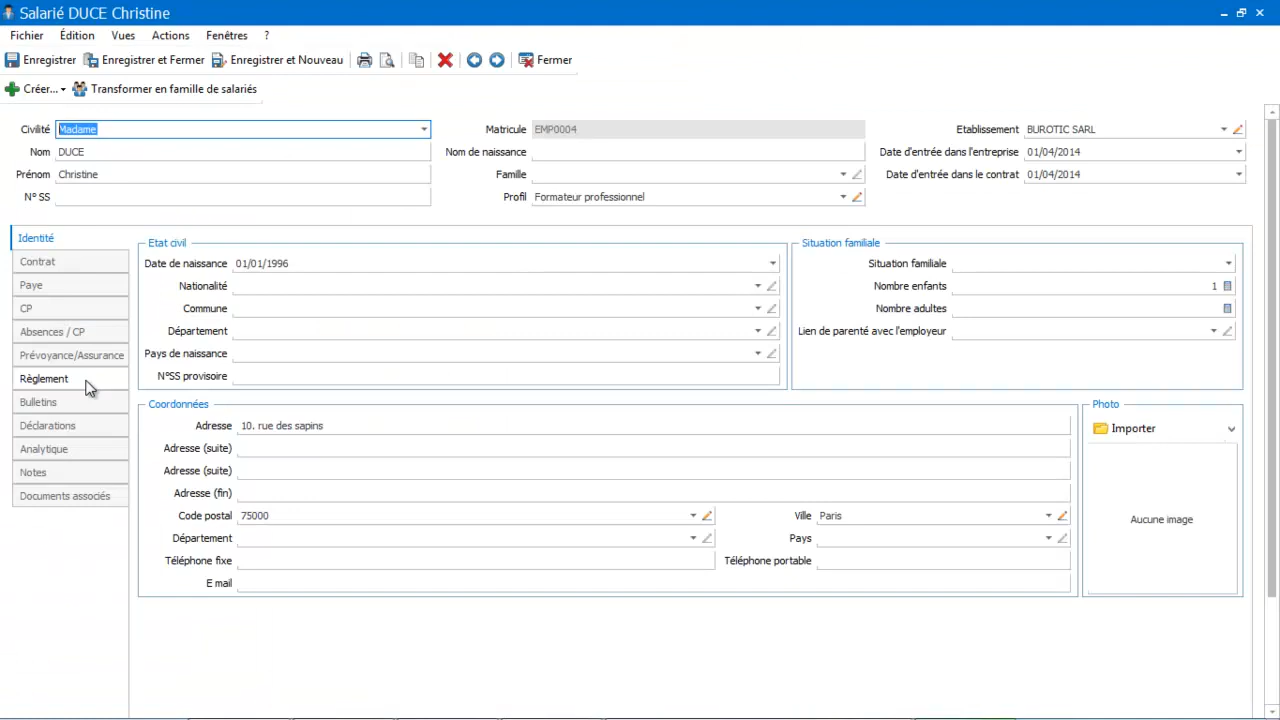 Salarié DUCE Christine
Fichier Édition Vues Actions Fenêtres ?
Enregistrer Enregistrer et Fermer Enregistrer et Nouveau Fermer
Créer... Transformer en famille de salariés
Civilité Madame Matricule EMP0004 Etablissement BUROTIC SARL
Nom DUCE Nom de naissance Date d'entrée dans l'entreprise 01/04/2014
Prénom Christine Famille Date d'entrée dans le contrat 01/04/2014
N° SS Profil Formateur professionnel
Identité
Contrat
Paye
CP
Absences / CP
Prévoyance/Assurance
Règlement
Bulletins
Déclarations
Analytique
Notes
Documents associés
Etat civil
Date de naissance 01/01/1996
Nationalité
Commune
Département
Pays de naissance
N°SS provisoire
Situation familiale
Situation familiale
Nombre enfants 1
Nombre adultes
Lien de parenté avec l'employeur
Coordonnées
Adresse 10, rue des sapins
Adresse (suite)
Adresse (suite)
Adresse (fin)
Code postal 75000 Ville Paris
Département Pays
Téléphone fixe Téléphone portable
E mail
Photo
Importer
Aucune image